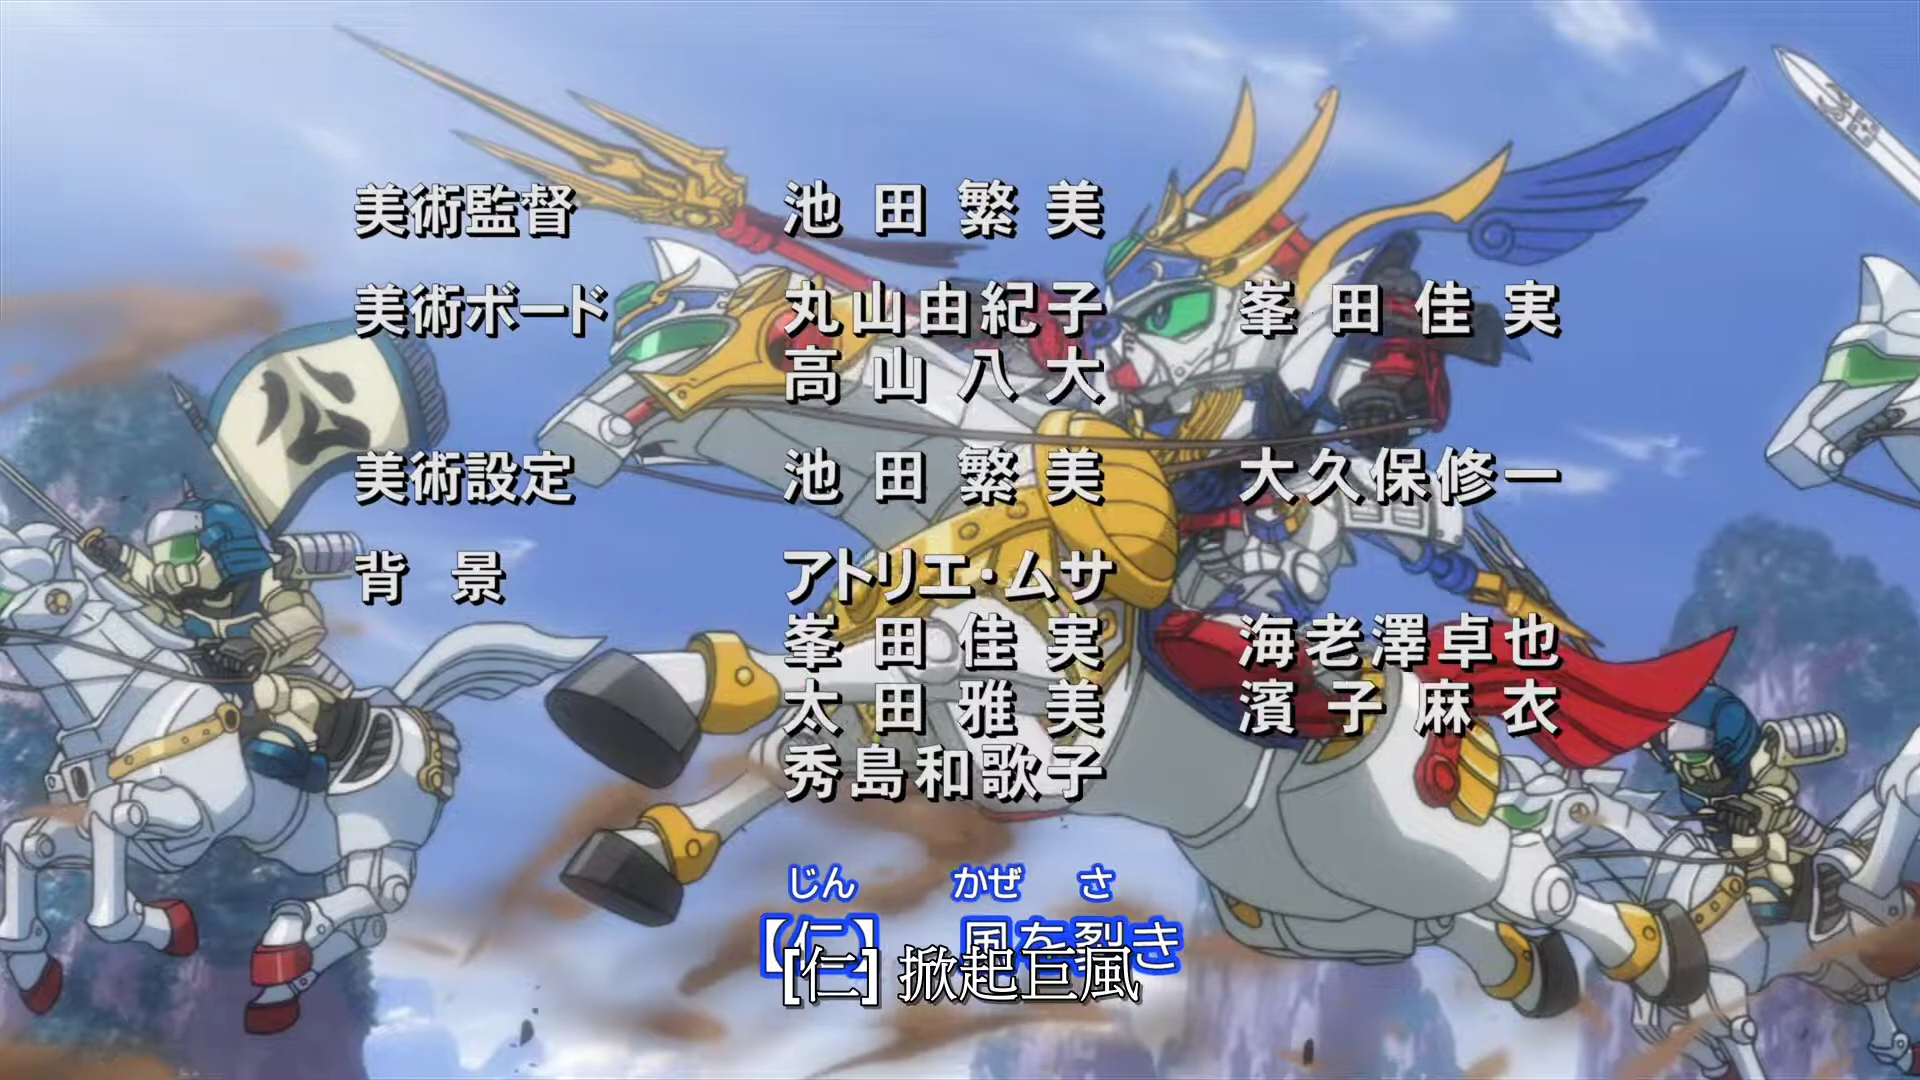 美術監督 池田繁美
美術ボード 丸山由紀子 峯田佳実
高山八大
美術設定 池田繁美 大久保修一
背景 アトリエ・ムサ
峯田佳実 海老澤卓也
太田雅美 濱子麻衣
秀島和歌子
じん かぜ さ
【仁】 風を裂き
[仁] 掀起巨風